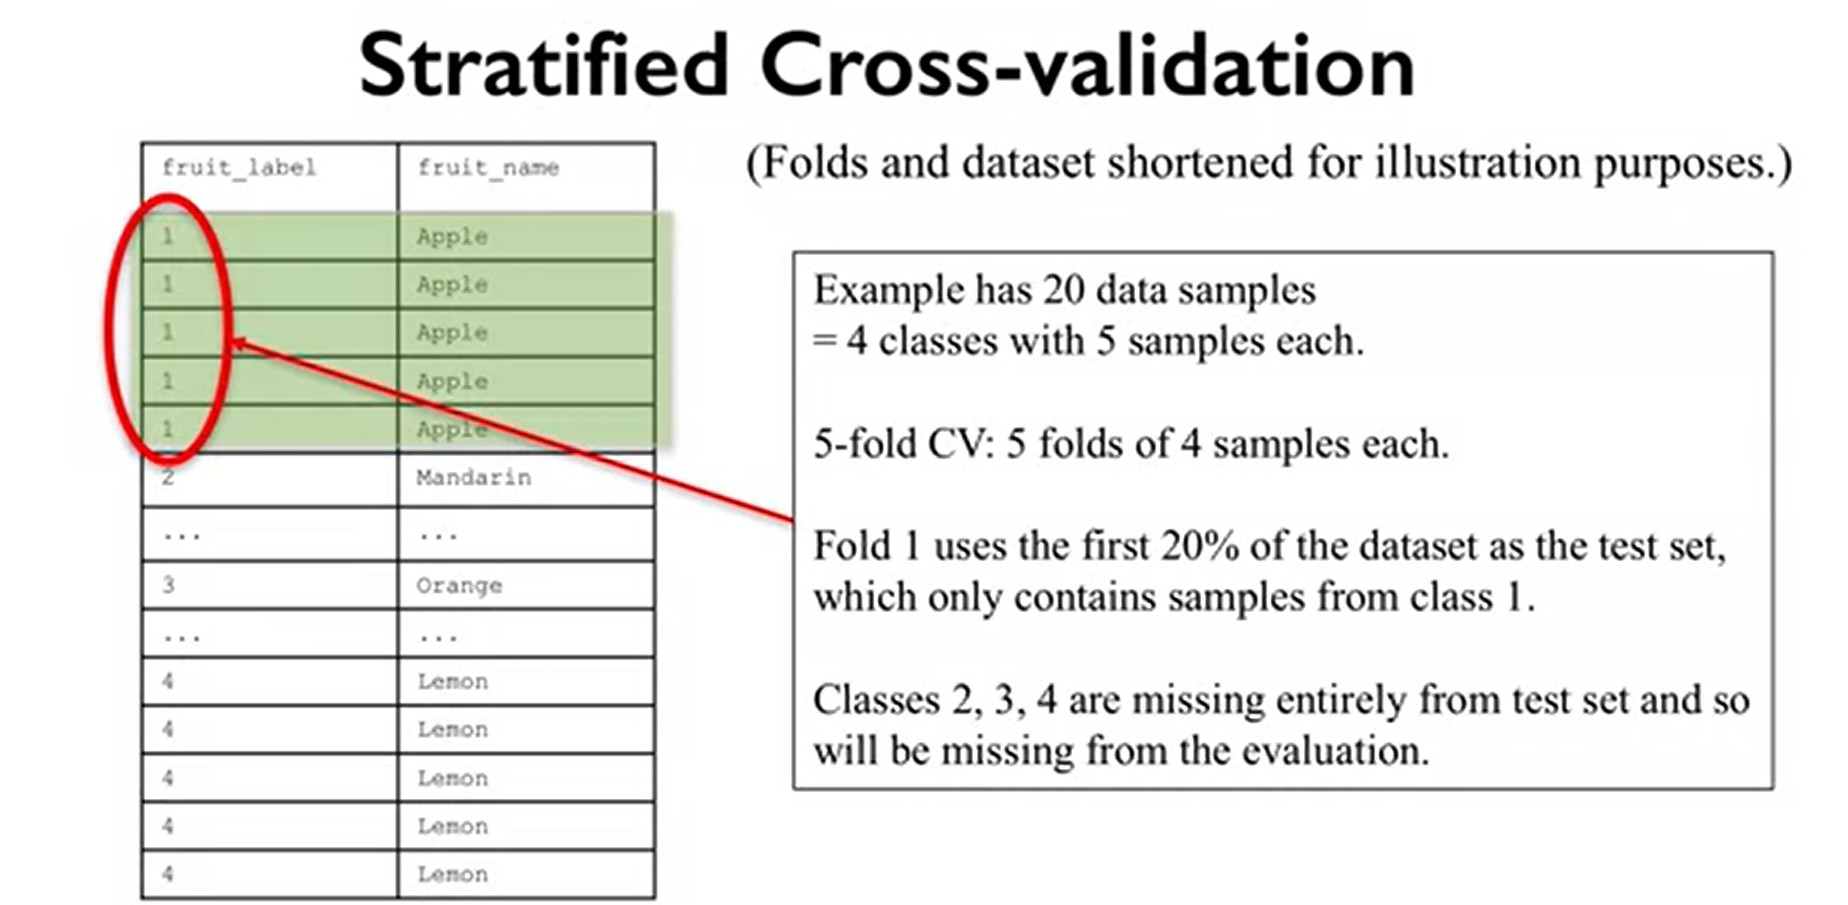 Stratified Cross-validation
(Folds and dataset shortened for illustration purposes.)
fruit_label fruit_name
1 Apple
1 Apple
1 Apple
1 Apple
1 Apple
2 Mandarin
... ...
3 Orange
... ...
4 Lemon
4 Lemon
4 Lemon
4 Lemon
4 Lemon
Example has 20 data samples
= 4 classes with 5 samples each.
5-fold CV: 5 folds of 4 samples each.
Fold 1 uses the first 20% of the dataset as the test set,
which only contains samples from class 1.
Classes 2, 3, 4 are missing entirely from test set and so
will be missing from the evaluation.